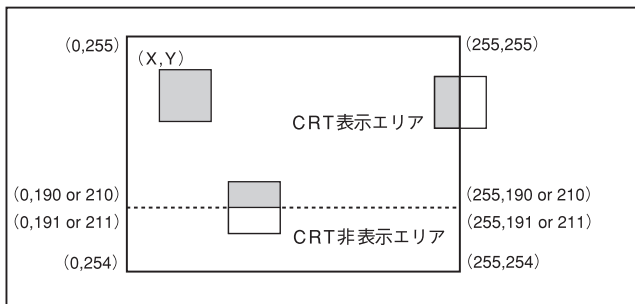 (0,255)
(255,255)
(X,Y)
CRT表示エリア
(0,190 or 210)
(255,190 or 210)
(0,191 or 211)
(255,191 or 211)
CRT非表示エリア
(0,254)
(255,254)